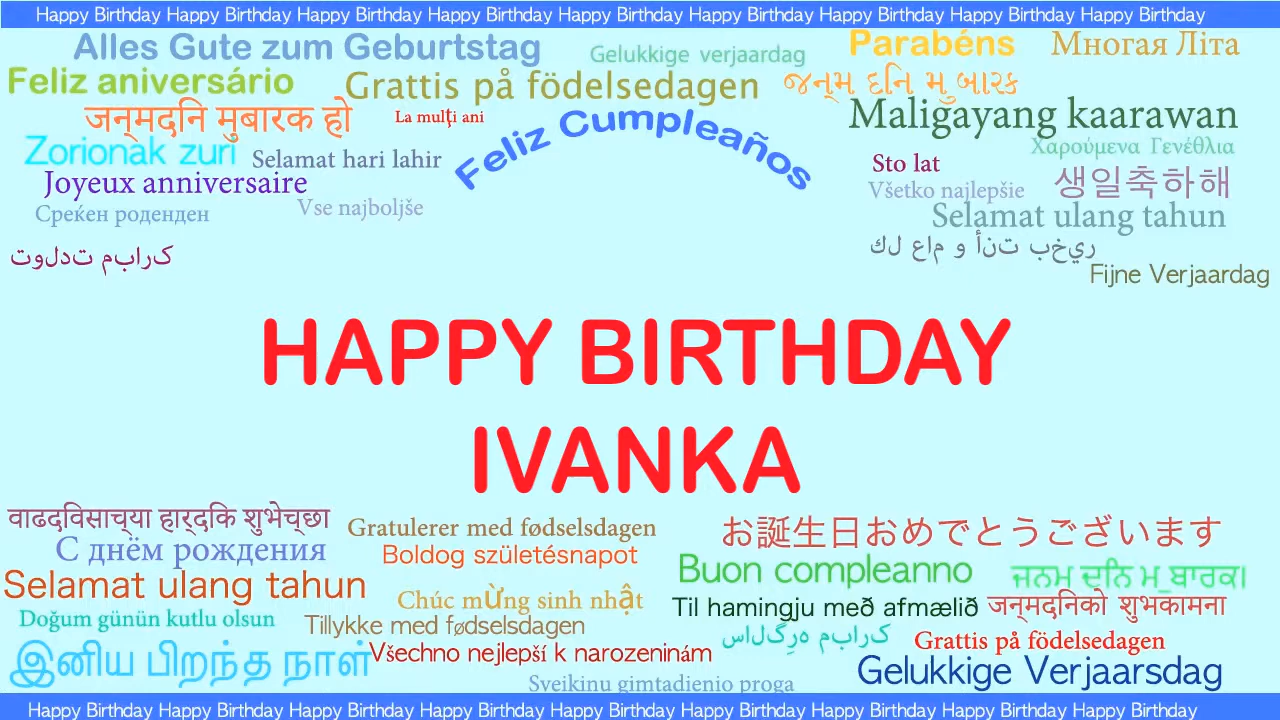 Happy Birthday Happy Birthday Happy Birthday Happy Birthday Happy Birthday Happy Birthday Happy Birthday Happy Birthday Happy Birthday
Alles Gute zum Geburtstag
Gelukkige verjaardag
Parabéns
Многая Літа
Feliz aniversário
Grattis på födelsedagen
જન્મ દિન મુબારક
जन्मदिन मुबारक हो
La mulţi ani
Feliz Cumpleaños
Maligayang kaarawan
Zorionak zuri
Selamat hari lahir
Sto lat
Χαρούμενα Γενέθλια
Joyeux anniversaire
Všetko najlepšie
생일축하해
Среќен роденден
Vse najboljše
Selamat ulang tahun
تولدت مبارک
كل عام و أنت بخير
Fijne Verjaardag
HAPPY BIRTHDAY
IVANKA
वाढदिवसाच्या हार्दिक शुभेच्छा
Gratulerer med fødselsdagen
お誕生日おめでとうございます
С днём рождения
Boldog születésnapot
Buon compleanno
ਜਨਮ ਦਿਨ ਮੁਬਾਰਕ।
Selamat ulang tahun
Chúc mừng sinh nhật
Til hamingju með afmælið
जन्मदिनको शुभकामना
Doğum günün kutlu olsun
Tillykke med fødselsdagen
سالگرہ مبارک
Grattis på födelsedagen
இனிய பிறந்த நாள்
Všechno nejlepší k narozeninám
Gelukkige Verjaarsdag
Sveikinu gimtadienio proga
Happy Birthday Happy Birthday Happy Birthday Happy Birthday Happy Birthday Happy Birthday Happy Birthday Happy Birthday Happy Birthday